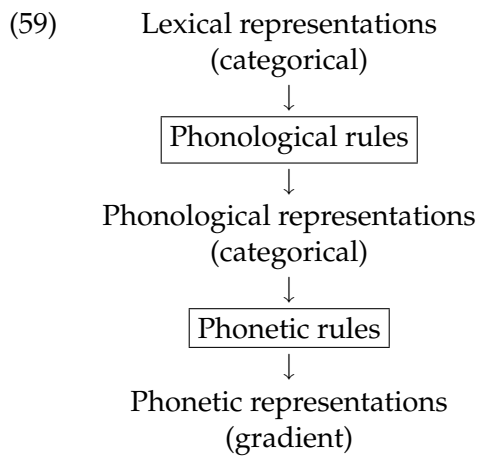 (59) Lexical representations
(categorical)
↓
Phonological rules
↓
Phonological representations
(categorical)
↓
Phonetic rules
↓
Phonetic representations
(gradient)